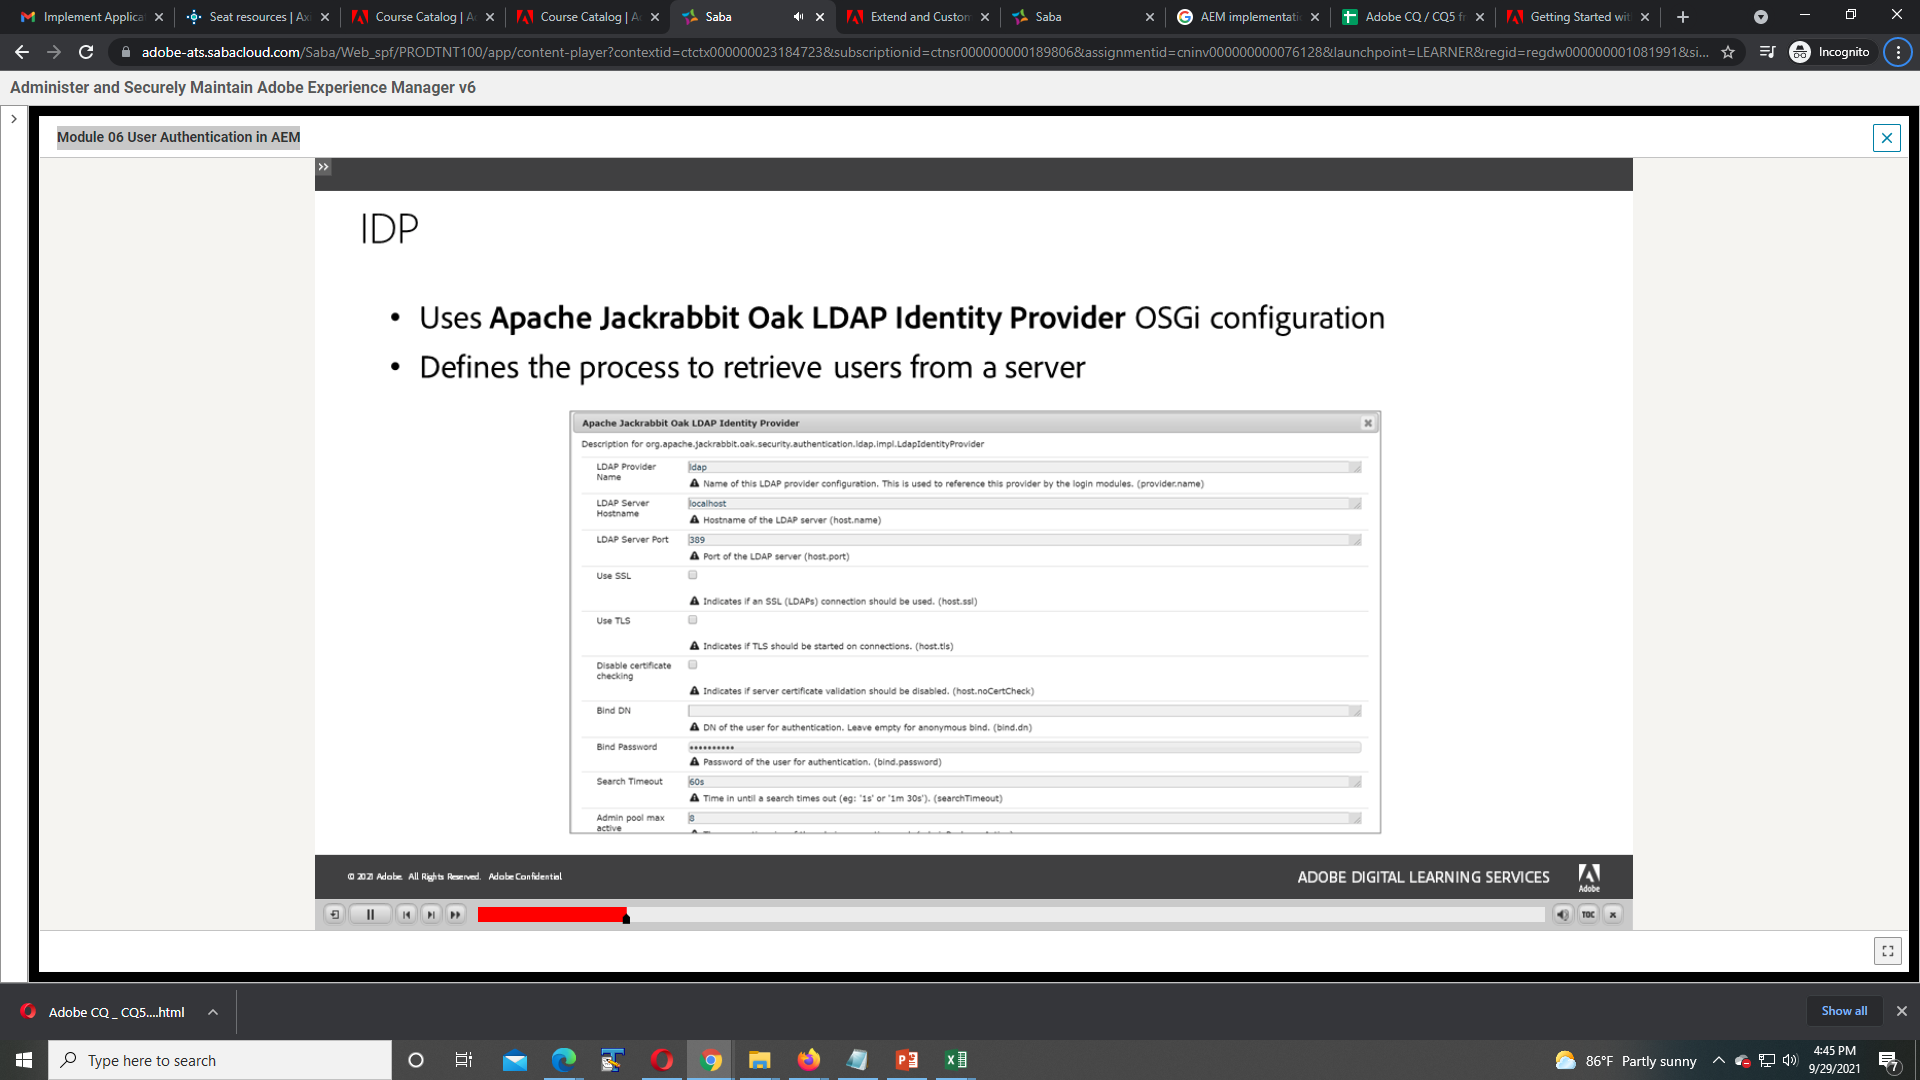 Implement Applica
Seat resources | Ax
Course Catalog | A
Course Catalog | A
Saba
Extend and Custom
Saba
AEM implementati
Adobe CQ / CQ5 f
Getting Started wit
adobe-ats.sabacloud.com/Saba/Web_spf/PRODTNT100/app/content-player?contextid=ctctx000000023184723&subscriptionid=ctnsr000000000189806&assignmentid=cninv000000000076128&launchpoint=LEARNER&regid=regdw000000001081991&si...
Incognito
Administer and Securely Maintain Adobe Experience Manager v6
Module 06 User Authentication in AEM
IDP
• Uses Apache Jackrabbit Oak LDAP Identity Provider OSGi configuration
• Defines the process to retrieve users from a server
Apache Jackrabbit Oak LDAP Identity Provider
Description for org.apache.jackrabbit.oak.security.authentication.ldap.impl.LdapIdentityProvider
LDAP Provider Name
ldap
Name of this LDAP provider configuration. This is used to reference this provider by the login modules. (provider.name)
LDAP Server Hostname
localhost
Hostname of the LDAP server (host.name)
LDAP Server Port
389
Port of the LDAP server (host.port)
Use SSL
Indicates if an SSL (LDAPs) connection should be used. (host.ssl)
Use TLS
Indicates if TLS should be started on connections. (host.tls)
Disable certificate checking
Indicates if server certificate validation should be disabled. (host.noCertCheck)
Bind DN
DN of the user for authentication. Leave empty for anonymous bind. (bind.dn)
Bind Password
••••••••••
Password of the user for authentication. (bind.password)
Search Timeout
60s
Time in until a search times out (eg: '1s' or '1m 30s'). (searchTimeout)
Admin pool max active
8
© 2021 Adobe. All Rights Reserved. Adobe Confidential
ADOBE DIGITAL LEARNING SERVICES
Adobe
TOC
Adobe CQ _ CQ5....html
Show all
Type here to search
86°F Partly sunny
4:45 PM
9/29/2021
7